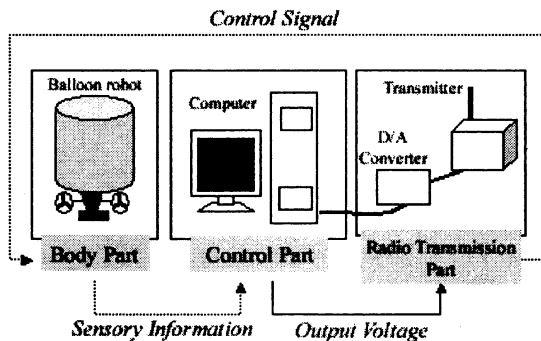 Control Signal
Balloon robot
Computer
Transmitter
D/A
Converter
Body Part
Control Part
Radio Transmission
Part
Sensory Information
Output Voltage